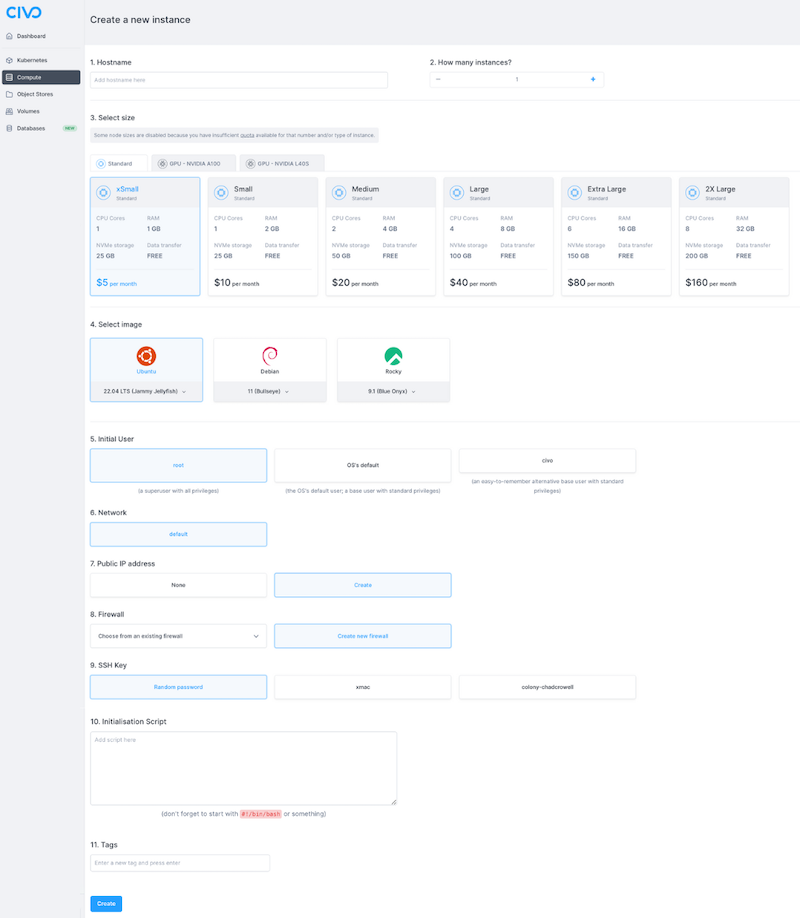 CIVO
Dashboard
Kubernetes
Compute
Object Stores
Volumes
Databases NEW
Create a new instance
1. Hostname
Add hostname here
2. How many instances?
− 1 +
3. Select size
Some node sizes are disabled because you have insufficient quota available for that number and/or type of instance.
Standard
GPU - NVIDIA A100
GPU - NVIDIA L40S
xSmall
Standard
CPU Cores RAM
1 1 GB
NVMe storage Data transfer
25 GB FREE
$5 per month
Small
Standard
CPU Cores RAM
1 2 GB
NVMe storage Data transfer
25 GB FREE
$10 per month
Medium
Standard
CPU Cores RAM
2 4 GB
NVMe storage Data transfer
50 GB FREE
$20 per month
Large
Standard
CPU Cores RAM
4 8 GB
NVMe storage Data transfer
100 GB FREE
$40 per month
Extra Large
Standard
CPU Cores RAM
6 16 GB
NVMe storage Data transfer
150 GB FREE
$80 per month
2X Large
Standard
CPU Cores RAM
8 32 GB
NVMe storage Data transfer
200 GB FREE
$160 per month
4. Select image
Ubuntu
22.04 LTS (Jammy Jellyfish)
Debian
11 (Bullseye)
Rocky
9.1 (Blue Onyx)
5. Initial User
root
(a superuser with all privileges)
OS's default
(the OS's default user; a base user with standard privileges)
civo
(an easy-to-remember alternative base user with standard
privileges)
6. Network
default
7. Public IP address
None
Create
8. Firewall
Choose from an existing firewall
Create new firewall
9. SSH Key
Random password
xmac
colony-chadcrowell
10. Initialisation Script
Add script here
(don't forget to start with #!/bin/bash or something)
11. Tags
Enter a new tag and press enter
Create